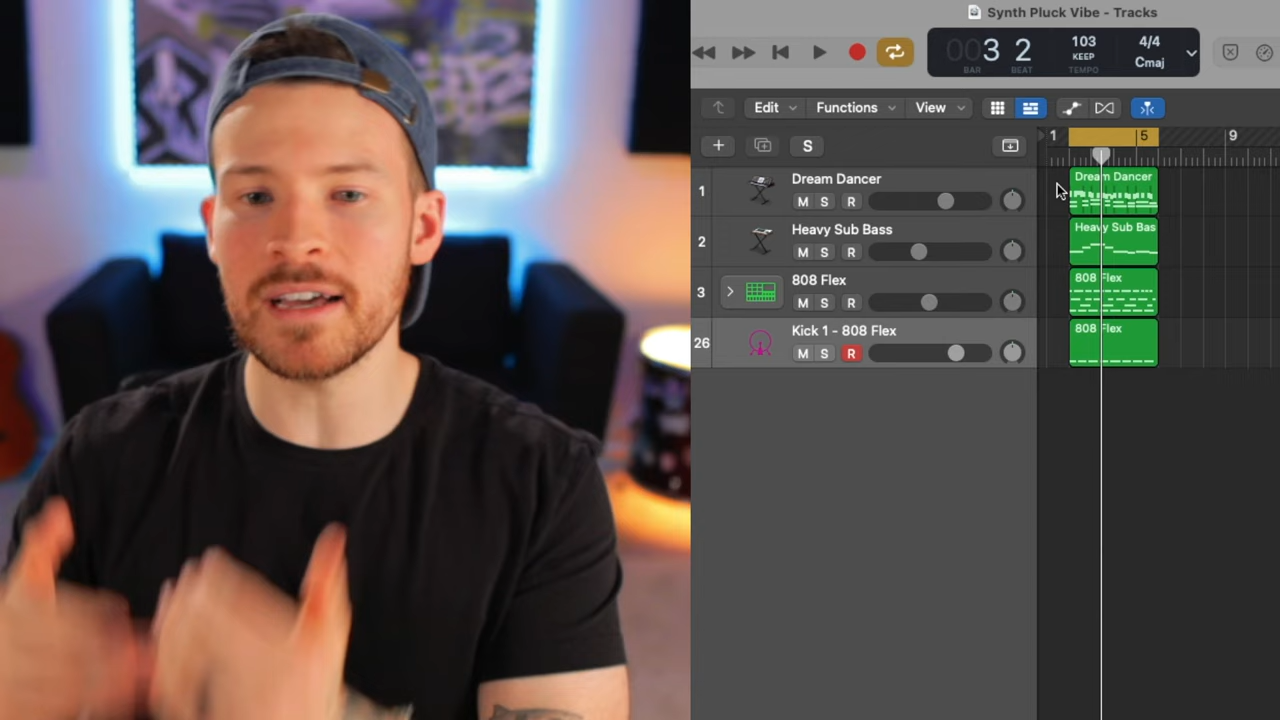 Synth Pluck Vibe - Tracks
003 2
BAR BEAT
103
KEEP
TEMPO
4/4
Cmaj
Edit Functions View
1 5 9
S
1 Dream Dancer
M S R
Dream Dancer
2 Heavy Sub Bass
M S R
Heavy Sub Bas
3 808 Flex
M S R
808 Flex
26 Kick 1 - 808 Flex
M S R
808 Flex